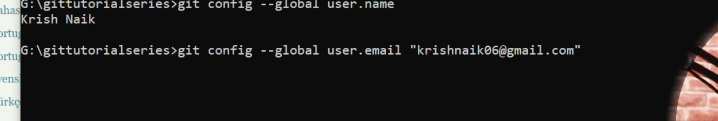 G:\gittutorialseries>git config --global user.name
Krish Naik
G:\gittutorialseries>git config --global user.email "krishnaik06@gmail.com"